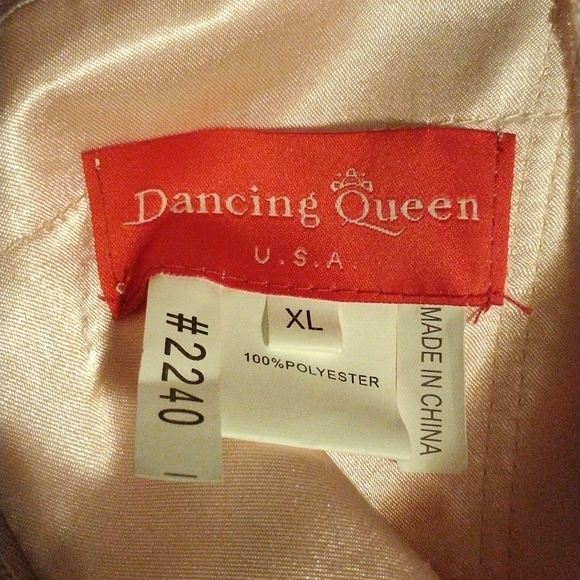 Dancing Queen
U.S.A.
#2240
XL
100%POLYESTER
MADE IN CHINA